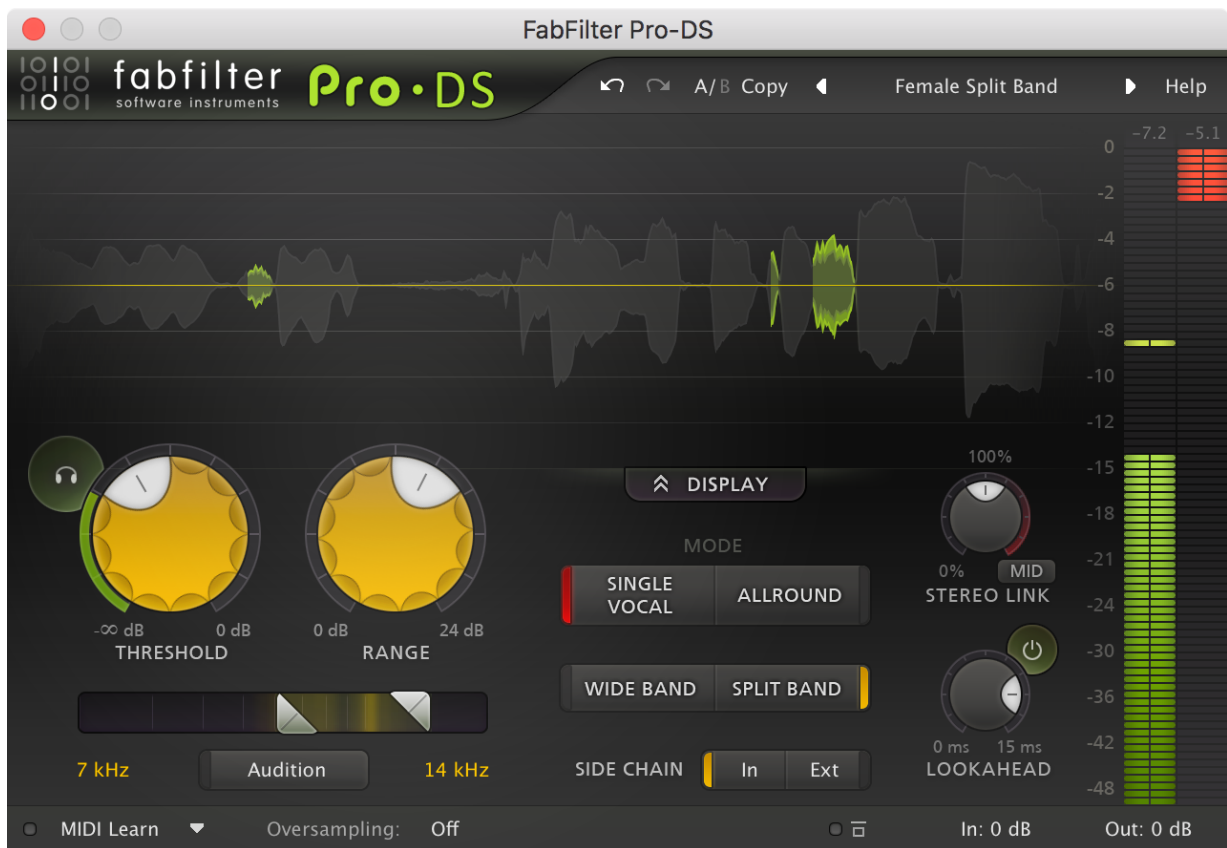 FabFilter Pro-DS
fabfilter
software instruments
Pro·DS
A/B Copy
Female Split Band
Help
-7.2 -5.1
0
-2
-4
-6
-8
-10
-12
-15
-18
-21
-24
-30
-36
-42
-48
-∞ dB 0 dB
THRESHOLD
0 dB 24 dB
RANGE
DISPLAY
MODE
SINGLE
VOCAL
ALLROUND
WIDE BAND SPLIT BAND
SIDE CHAIN In Ext
100%
0% MID
STEREO LINK
0 ms 15 ms
LOOKAHEAD
7 kHz Audition 14 kHz
MIDI Learn Oversampling: Off In: 0 dB Out: 0 dB